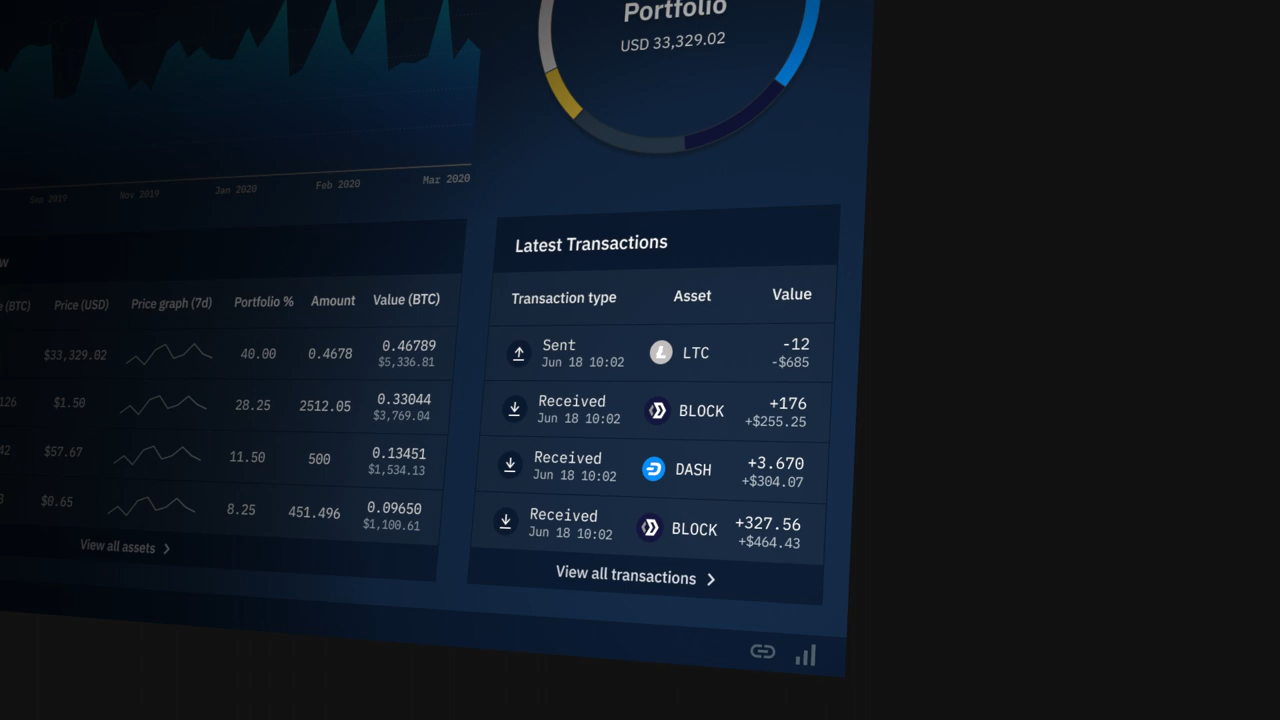 Portfolio
USD 33,329.02
Sep 2019
Nov 2019
Jan 2020
Feb 2020
Mar 2020
w
(BTC)
Price (USD)
Price graph (7d)
Portfolio %
Amount
Value (BTC)
$33,329.02
40.00
0.4678
0.46789
$5,336.81
126
$1.50
28.25
2512.05
0.33044
$3,769.04
42
$57.67
11.50
500
0.13451
$1,534.13
3
$0.65
8.25
451.496
0.09650
$1,100.61
View all assets
Latest Transactions
Transaction type
Asset
Value
Sent
Jun 18 10:02
LTC
-12
-$685
Received
Jun 18 10:02
BLOCK
+176
+$255.25
Received
Jun 18 10:02
DASH
+3.670
+$304.07
Received
Jun 18 10:02
BLOCK
+327.56
+$464.43
View all transactions